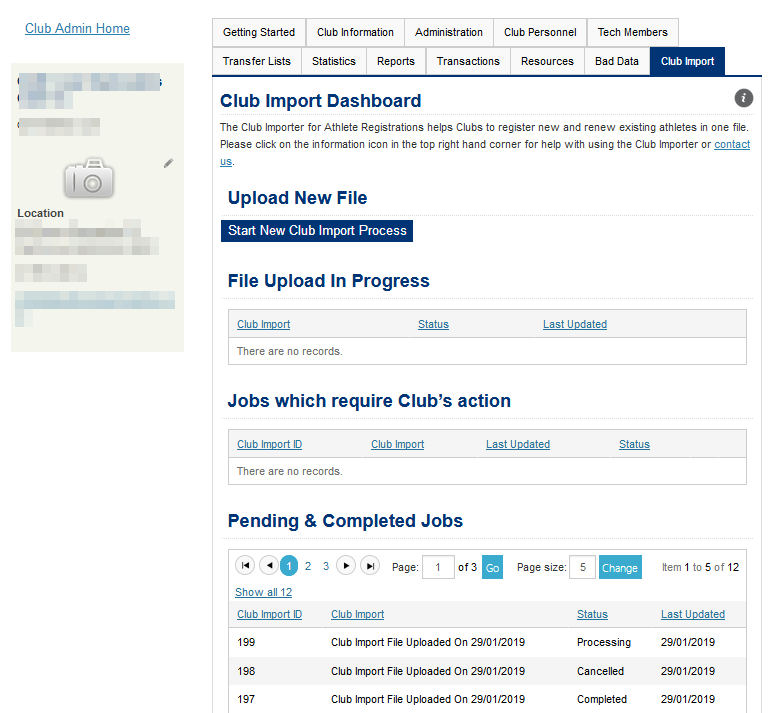 Club Admin Home
Location
Getting Started Club Information Administration Club Personnel Tech Members
Transfer Lists Statistics Reports Transactions Resources Bad Data Club Import
Club Import Dashboard
The Club Importer for Athlete Registrations helps Clubs to register new and renew existing athletes in one file.
Please click on the information icon in the top right hand corner for help with using the Club Importer or contact
us.
Upload New File
Start New Club Import Process
File Upload In Progress
Club Import Status Last Updated
There are no records.
Jobs which require Club’s action
Club Import ID Club Import Last Updated Status
There are no records.
Pending & Completed Jobs
1 2 3 Page: 1 of 3 Go Page size: 5 Change Item 1 to 5 of 12
Show all 12
Club Import ID Club Import Status Last Updated
199 Club Import File Uploaded On 29/01/2019 Processing 29/01/2019
198 Club Import File Uploaded On 29/01/2019 Cancelled 29/01/2019
197 Club Import File Uploaded On 29/01/2019 Completed 29/01/2019